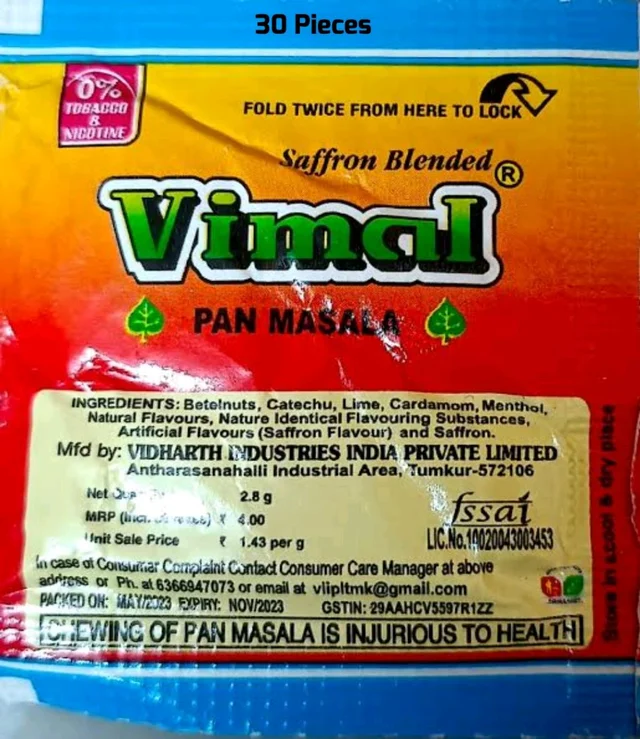 30 Pieces
0%
TOBACCO
&
NICOTINE
FOLD TWICE FROM HERE TO LOCK
Saffron Blended
Vimal®
PAN MASALA
INGREDIENTS: Betelnuts, Catechu, Lime, Cardamom, Menthol,
Natural Flavours, Nature Identical Flavouring Substances,
Artificial Flavours (Saffron Flavour) and Saffron.
Mfd by: VIDHARTH INDUSTRIES INDIA PRIVATE LIMITED
Antharasanahalli Industrial Area, Tumkur-572106
Net 2.8 g
MRP ₹ 4.00
Unit Sale Price ₹ 1.43 per g
fssai
LIC.No.10020043003453
In case of Consumar Complaint Contact Consumer Care Manager at above
address or Ph. at 6366947073 or email at vlipltmk@gmail.com
PACKED ON: MAY/2023 EXPIRY: NOV/2023 GSTIN: 29AAHCV5597R1ZZ
CHEWING OF PAN MASALA IS INJURIOUS TO HEALTH
Store in a cool & dry place